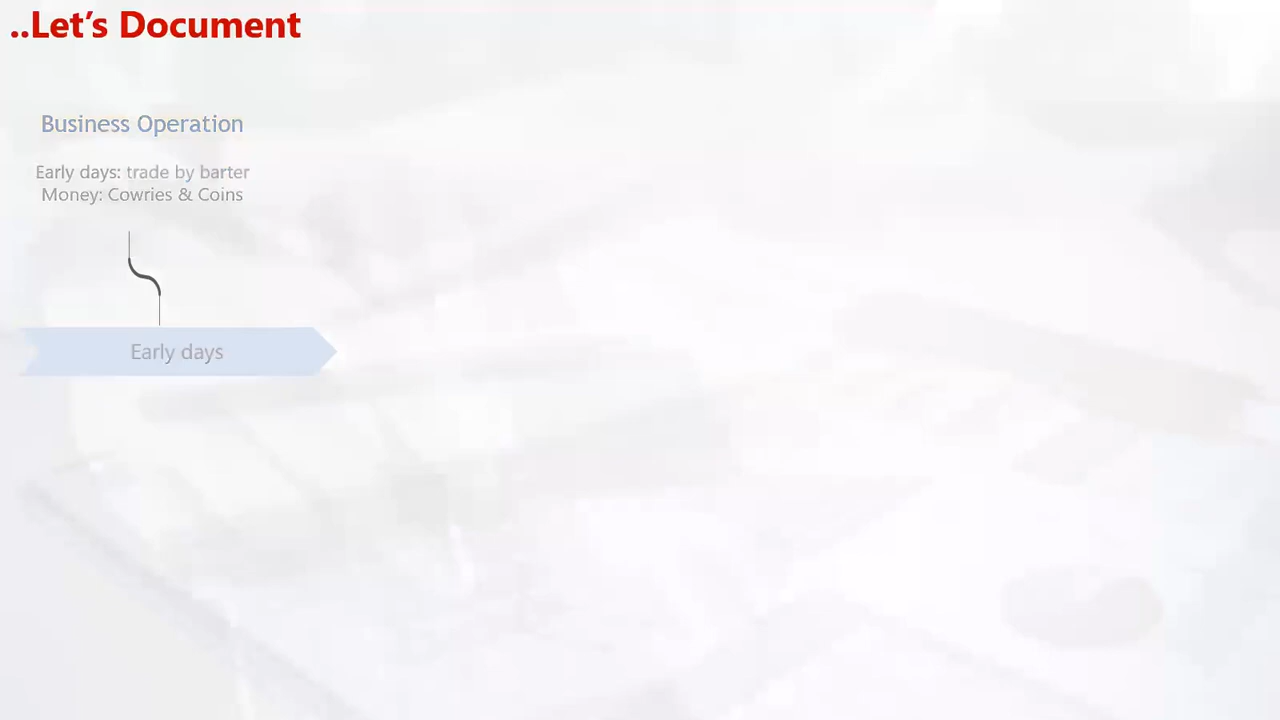 ..Let’s Document
Business Operation
Early days: trade by barter
Money: Cowries & Coins
Early days